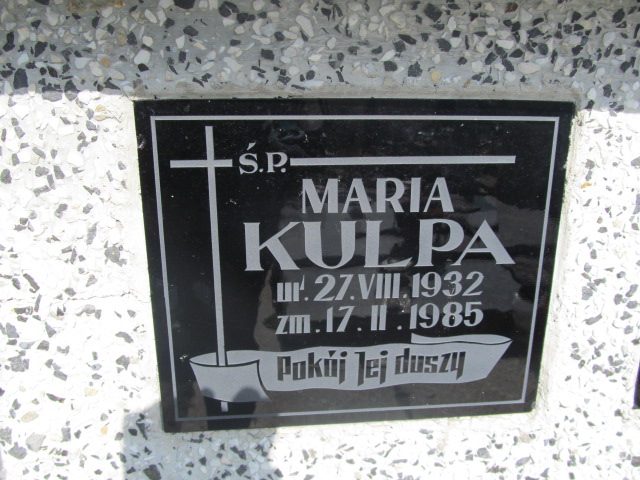 Ś.P.
MARIA
KULPA
ur. 27.VIII.1932
zm. 17.II.1985
Pokój Jej duszy